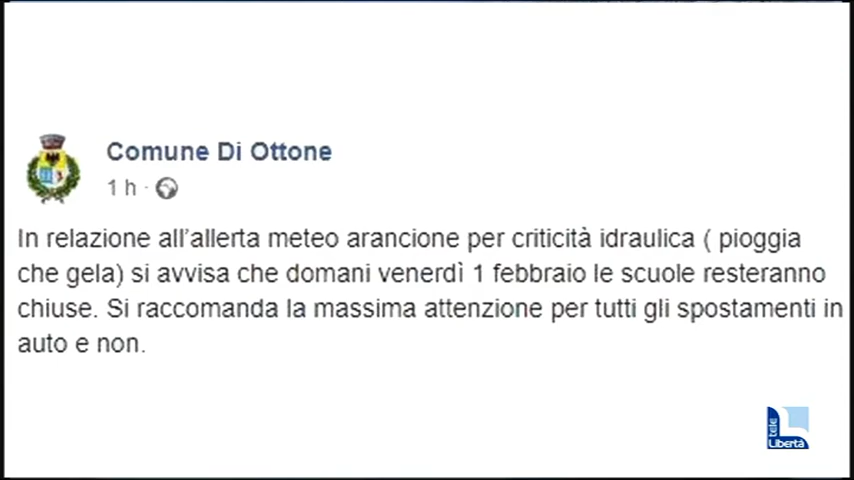 Comune Di Ottone
1 h ·
In relazione all'allerta meteo arancione per criticità idraulica ( pioggia
che gela) si avvisa che domani venerdì 1 febbraio le scuole resteranno
chiuse. Si raccomanda la massima attenzione per tutti gli spostamenti in
auto e non.
tele
Libertà